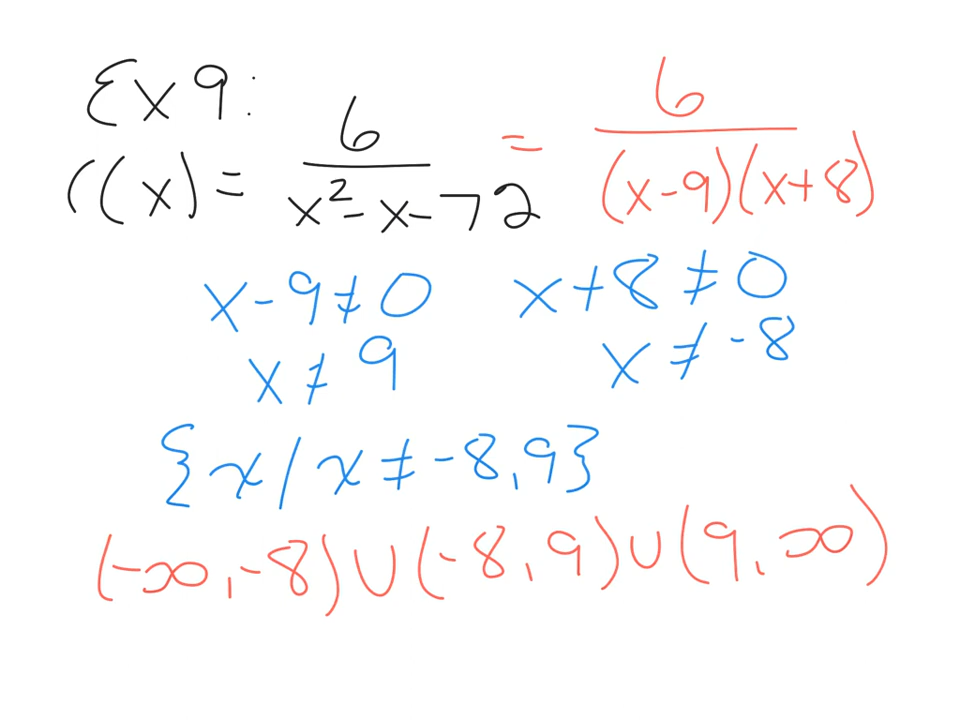 Ex 9:
r(x) = 6/(x²-x-72) = 6/((x-9)(x+8))
x-9≠0 x+8≠0
x≠9 x≠-8
{x/x≠-8,9}
(-∞,-8)∪(-8,9)∪(9,∞)